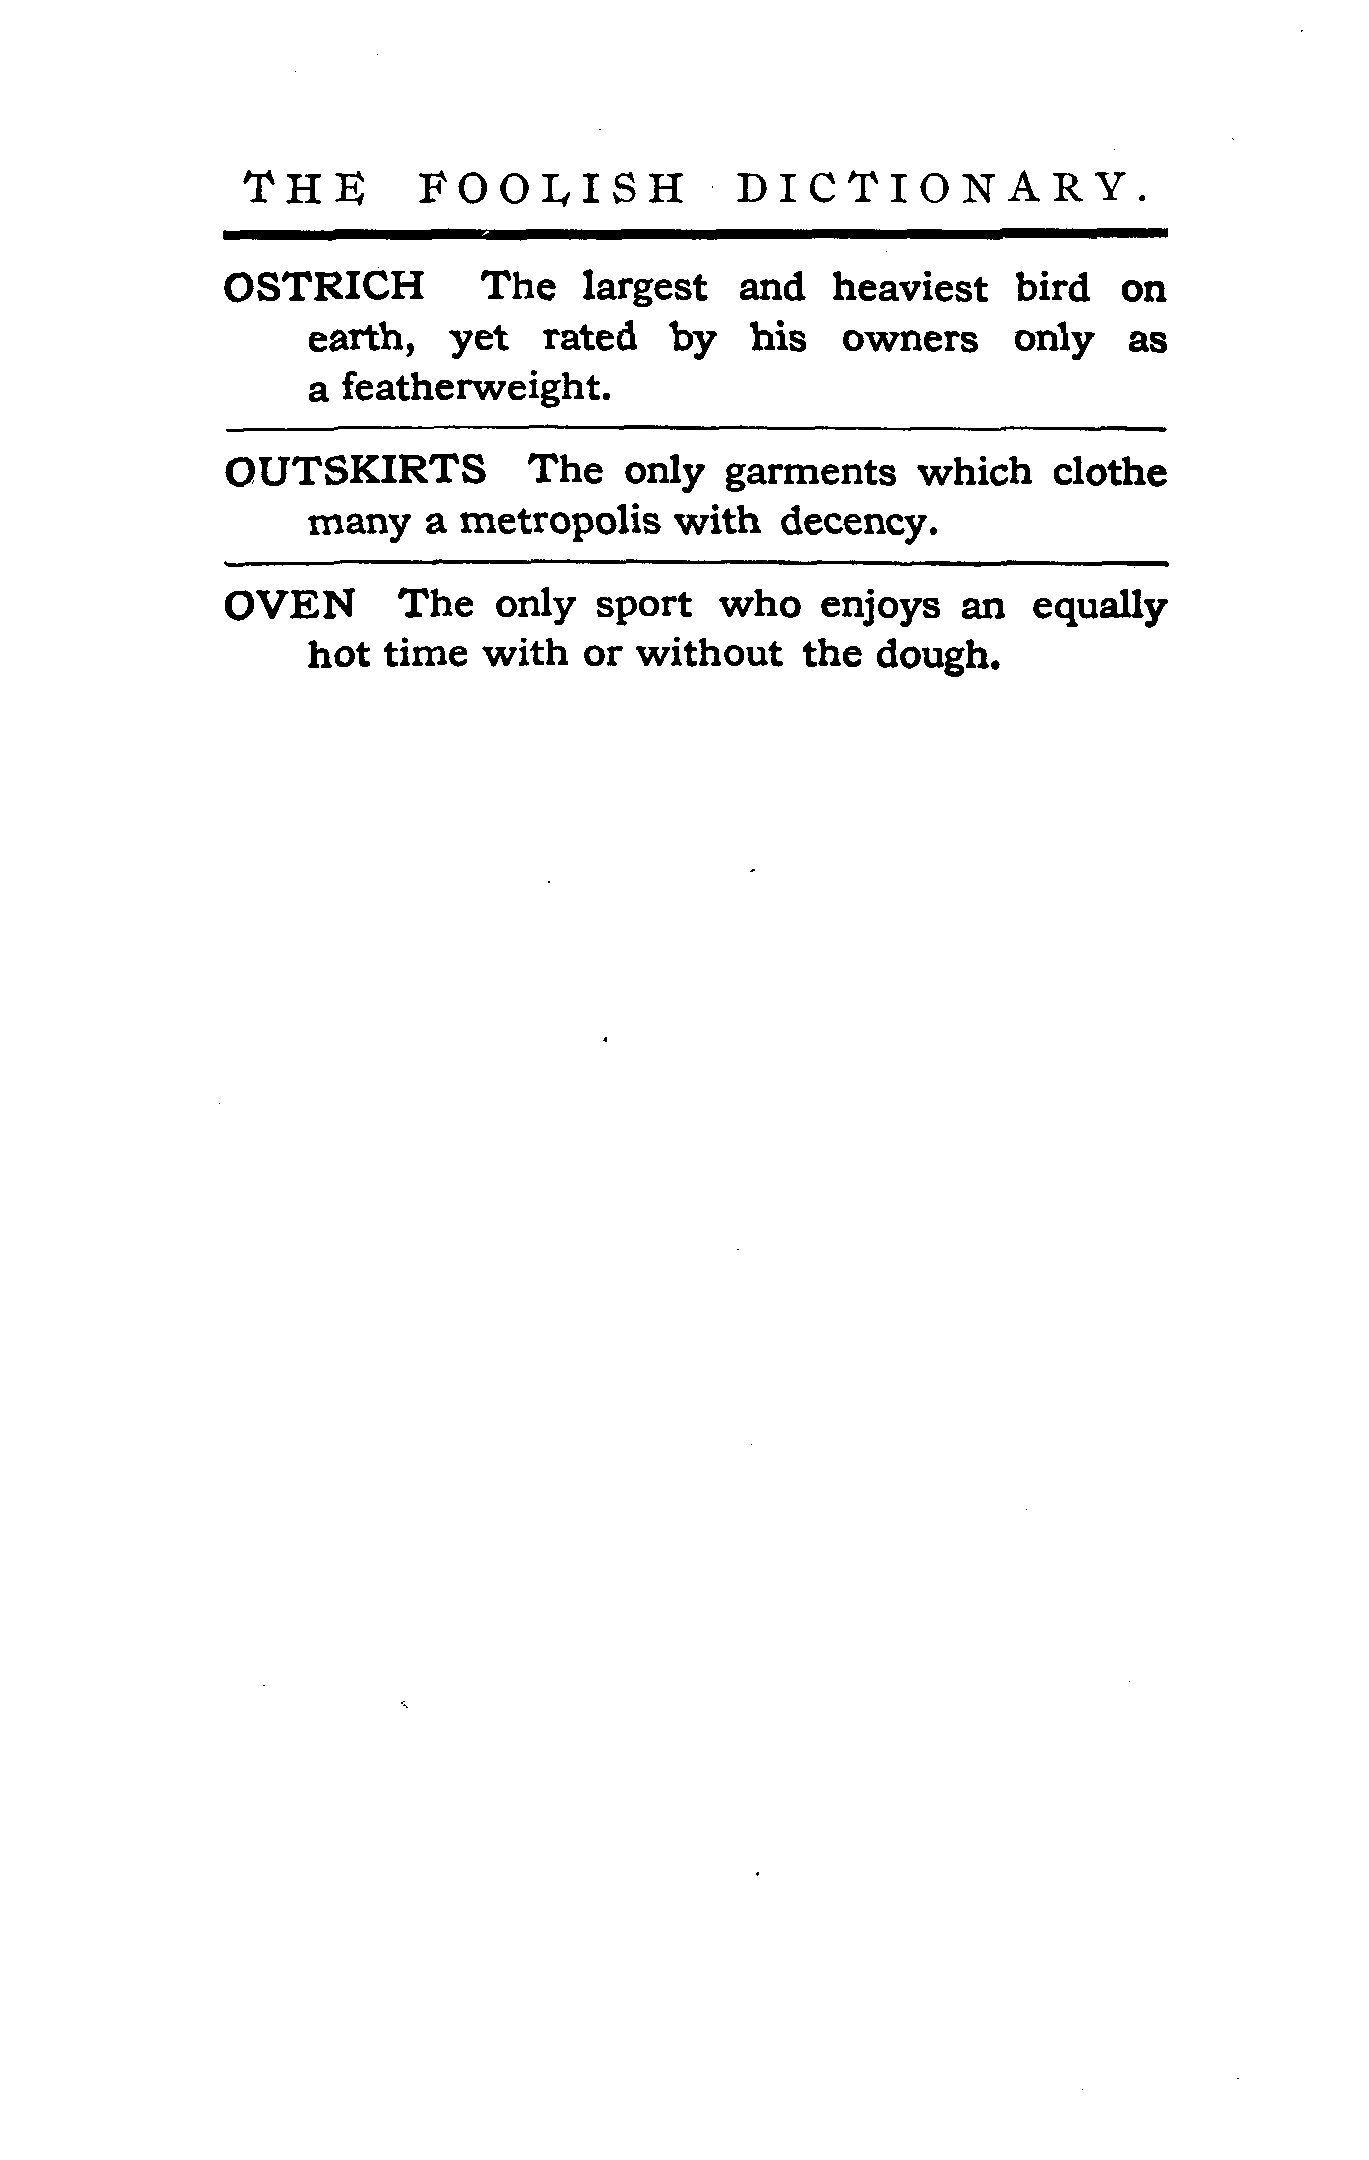 THE FOOLISH DICTIONARY.
OSTRICH The largest and heaviest bird on
earth, yet rated by his owners only as
a featherweight.
OUTSKIRTS The only garments which clothe
many a metropolis with decency.
OVEN The only sport who enjoys an equally
hot time with or without the dough.